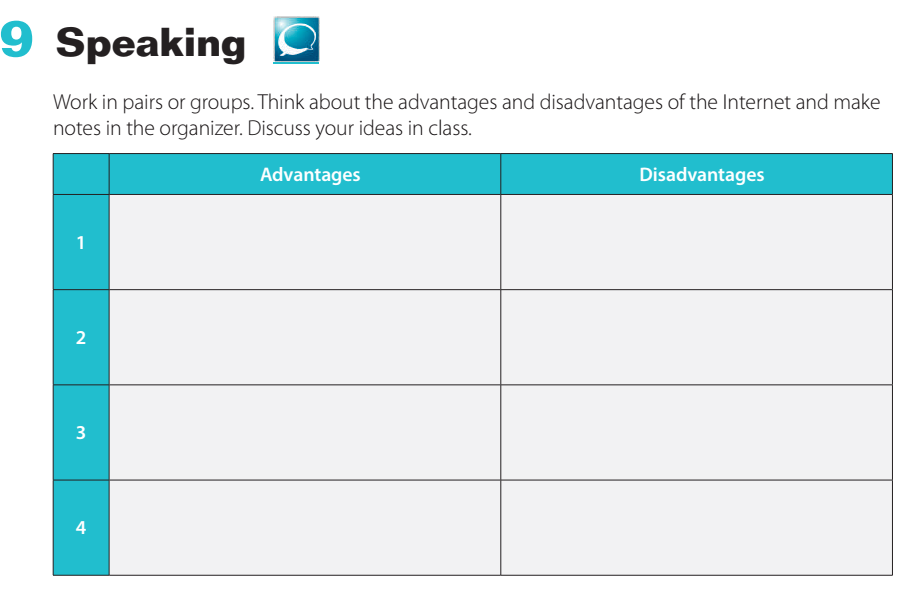 9 Speaking
Work in pairs or groups. Think about the advantages and disadvantages of the Internet and make
notes in the organizer. Discuss your ideas in class.
Advantages Disadvantages
1
2
3
4